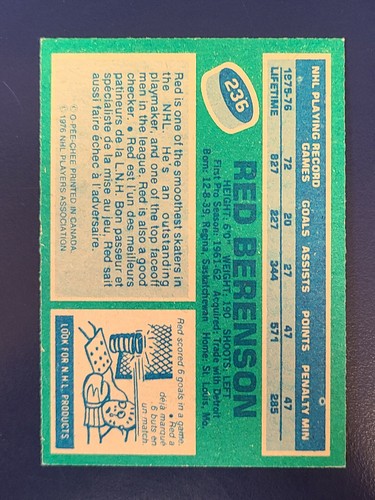 NHL PLAYING RECORD
GAMES GOALS ASSISTS POINTS PENALTY MIN
1275-76 72 20 27 47 47
LIFETIME 827 227 344 571 285
236
RED BERENSON
HEIGHT: 6'0" WEIGHT: 190 SHOOTS: LEFT
First Pro Season: 1961-62 Acquired: Trade with Detroit
Born: 12-8-39, Regina, Saskatchewan Home: St. Louis, Mo.
Red is one of the smoothest skaters in
the NHL. He's an outstanding
playmaker, and one of the top faceoff
men in the league. Red is also a good
checker. • Red est l'un des meilleurs
patineurs de la L.N.H. Bon passeur et
spécialiste de la mise au jeu, Red sait
aussi faire échec à l'adversaire.
© O-PEE-CHEE PRINTED IN CANADA.
© 1976 NHL PLAYERS ASSOCIATION
Red scored 6 goals in a game.
• Red a
déjà marqué
6 buts en
un match.
LOOK FOR N.H.L. PRODUCTS